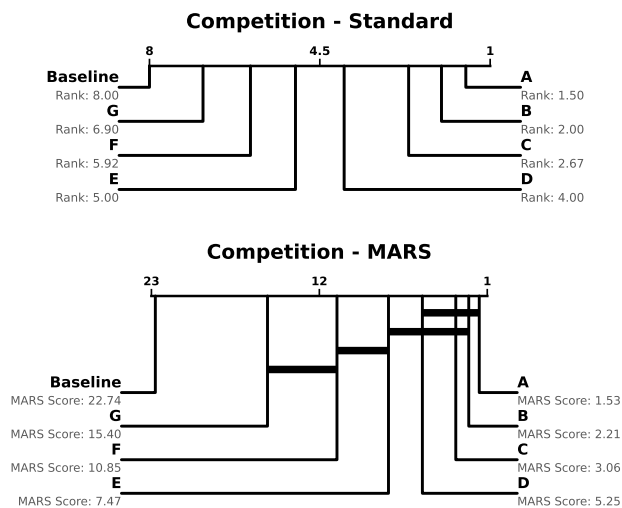 Competition - Standard
8 4.5 1
Baseline A
Rank: 8.00 Rank: 1.50
G B
Rank: 6.90 Rank: 2.00
F C
Rank: 5.92 Rank: 2.67
E D
Rank: 5.00 Rank: 4.00
Competition - MARS
23 12 1
Baseline A
MARS Score: 22.74 MARS Score: 1.53
G B
MARS Score: 15.40 MARS Score: 2.21
F C
MARS Score: 10.85 MARS Score: 3.06
E D
MARS Score: 7.47 MARS Score: 5.25